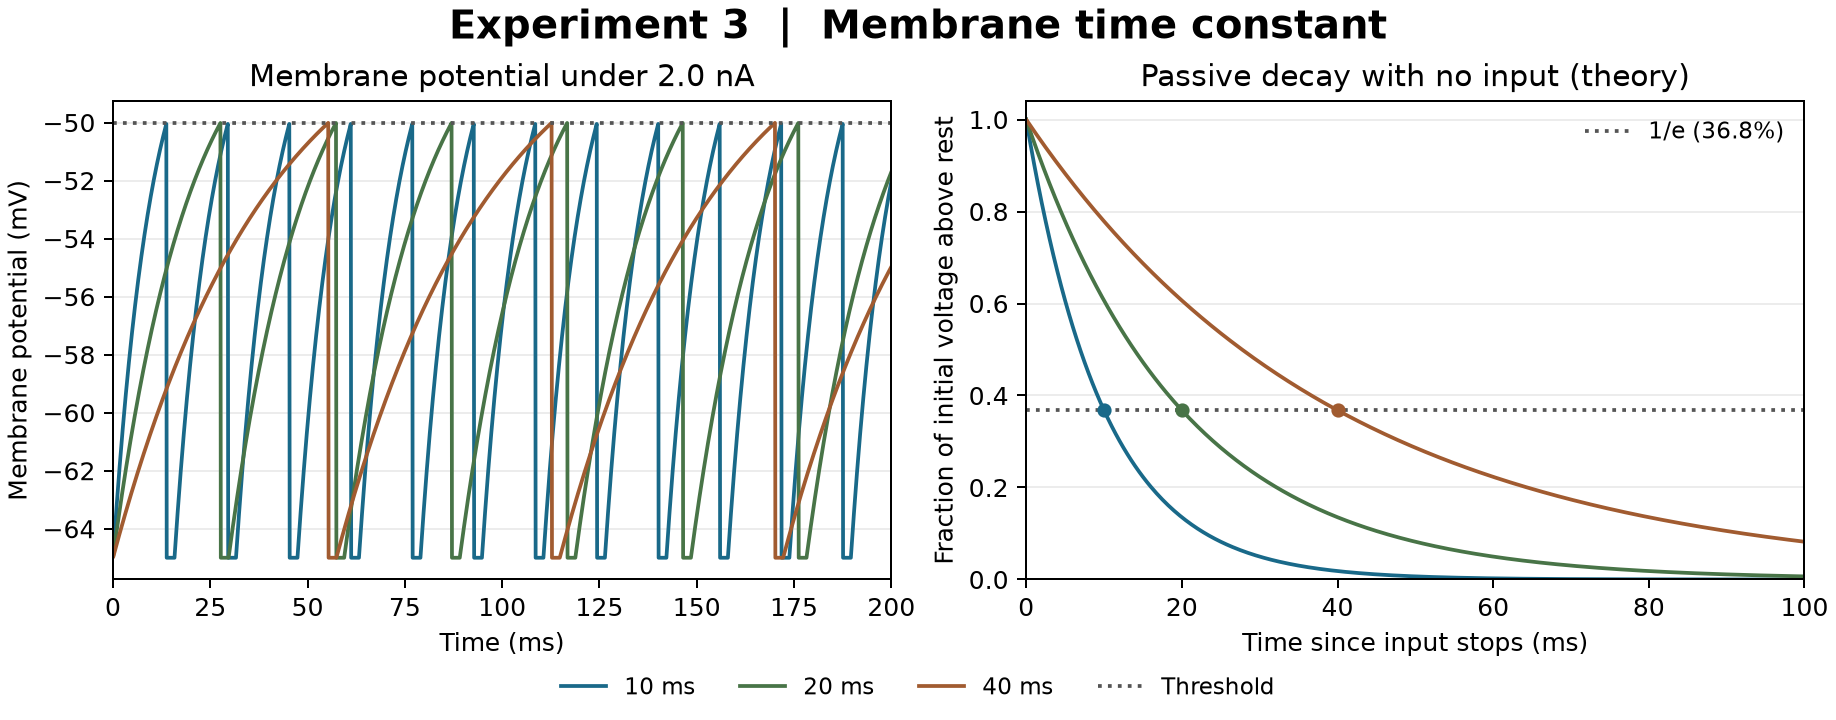 Experiment 3 | Membrane time constant
Membrane potential under 2.0 nA
Membrane potential (mV)
−50
−52
−54
−56
−58
−60
−62
−64
0 25 50 75 100 125 150 175 200
Time (ms)
Passive decay with no input (theory)
Fraction of initial voltage above rest
1.0
0.8
0.6
0.4
0.2
0.0
1/e (36.8%)
0 20 40 60 80 100
Time since input stops (ms)
10 ms 20 ms 40 ms Threshold